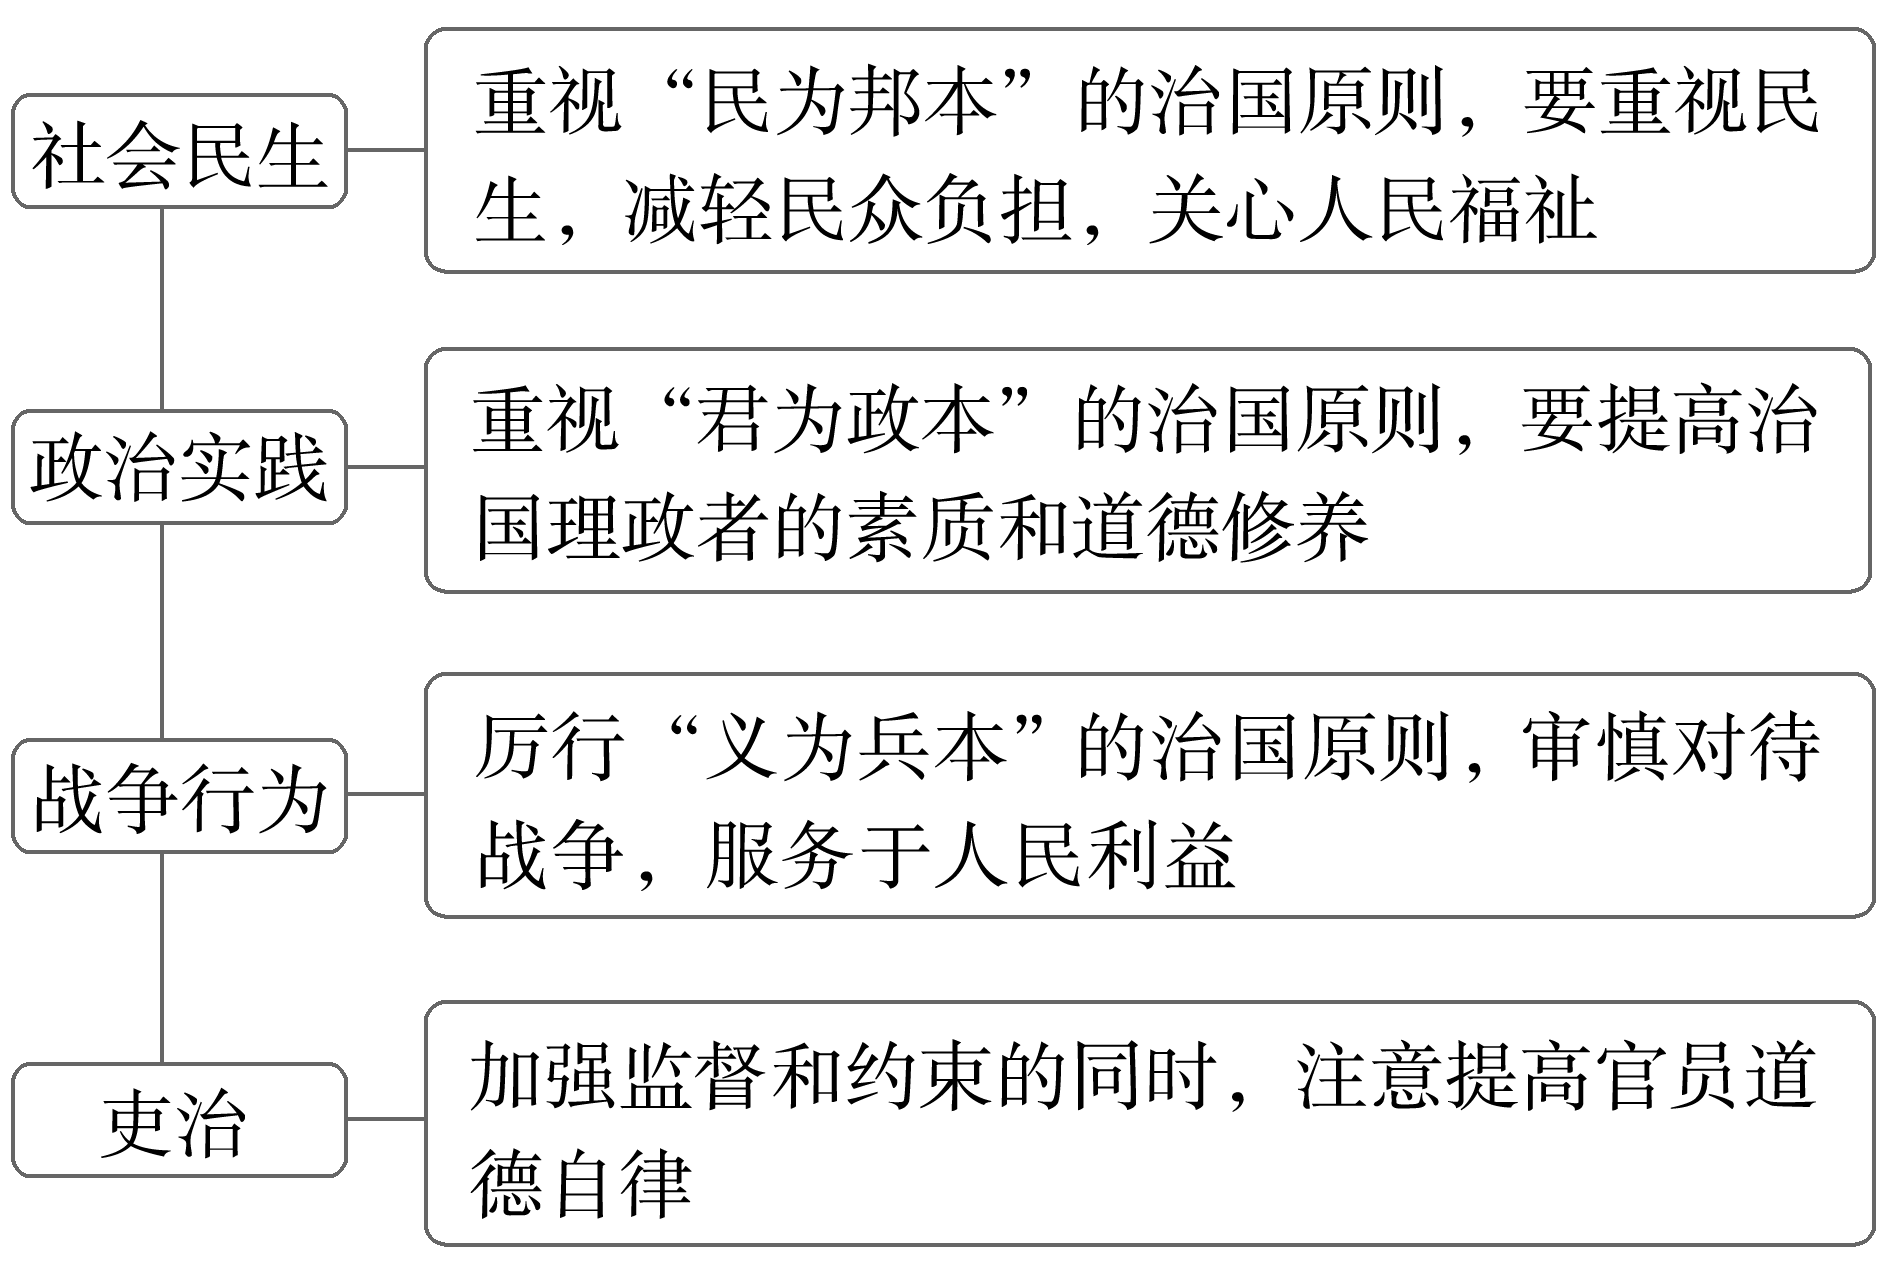 社会民生
重视“民为邦本”的治国原则，要重视民
生，减轻民众负担，关心人民福祉
政治实践
重视“君为政本”的治国原则，要提高治
国理政者的素质和道德修养
战争行为
厉行“义为兵本”的治国原则，审慎对待
战争，服务于人民利益
吏治
加强监督和约束的同时，注意提高官员道
德自律